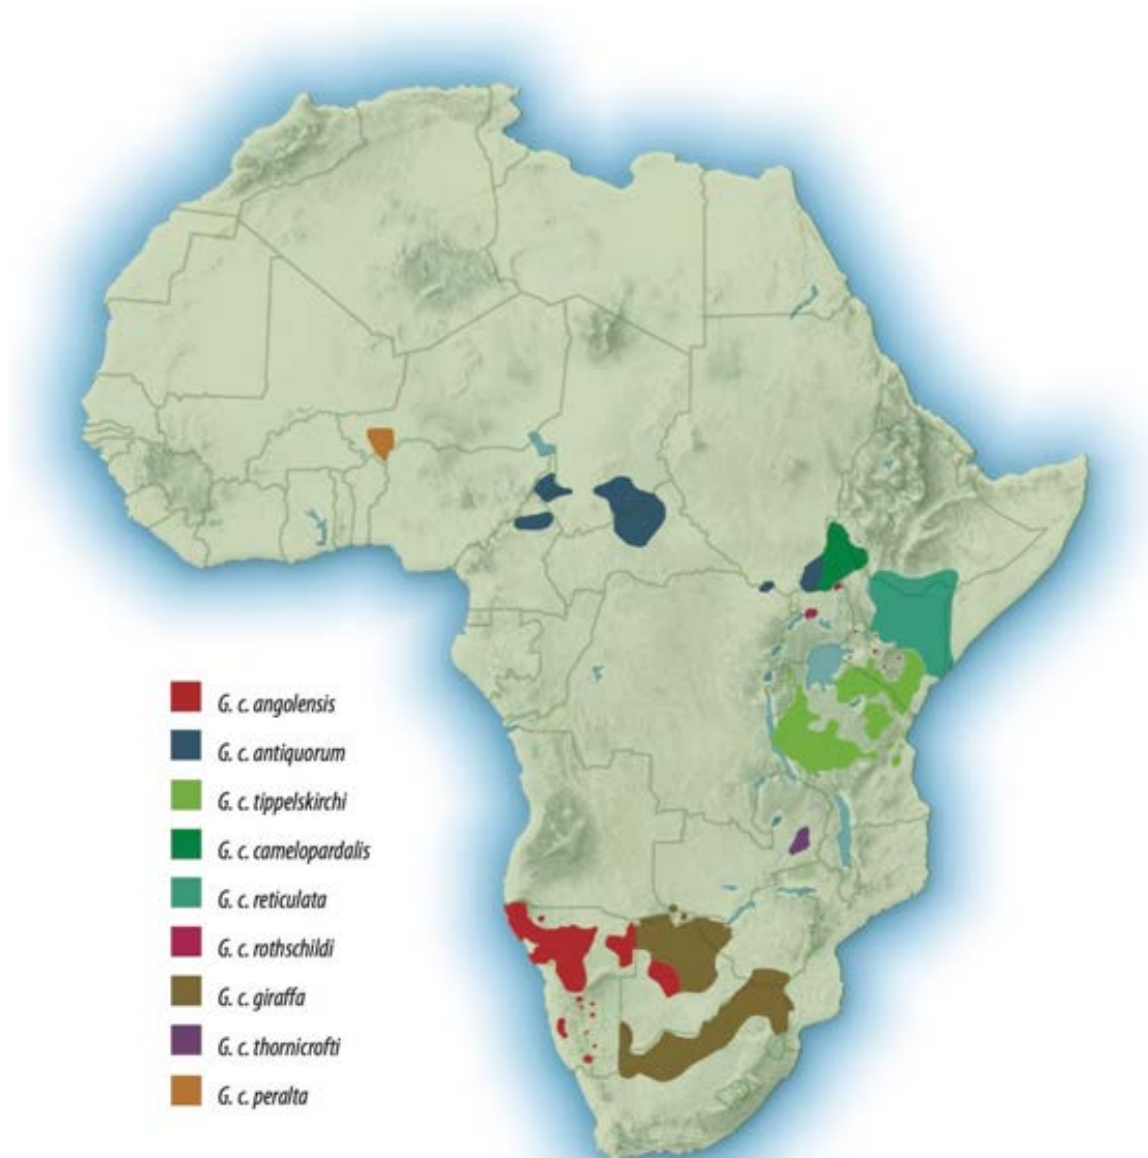 G. c. angolensis
G. c. antiquorum
G. c. tippelskirchi
G. c. camelopardalis
G. c. reticulata
G. c. rothschildi
G. c. giraffa
G. c. thornicrofti
G. c. peralta